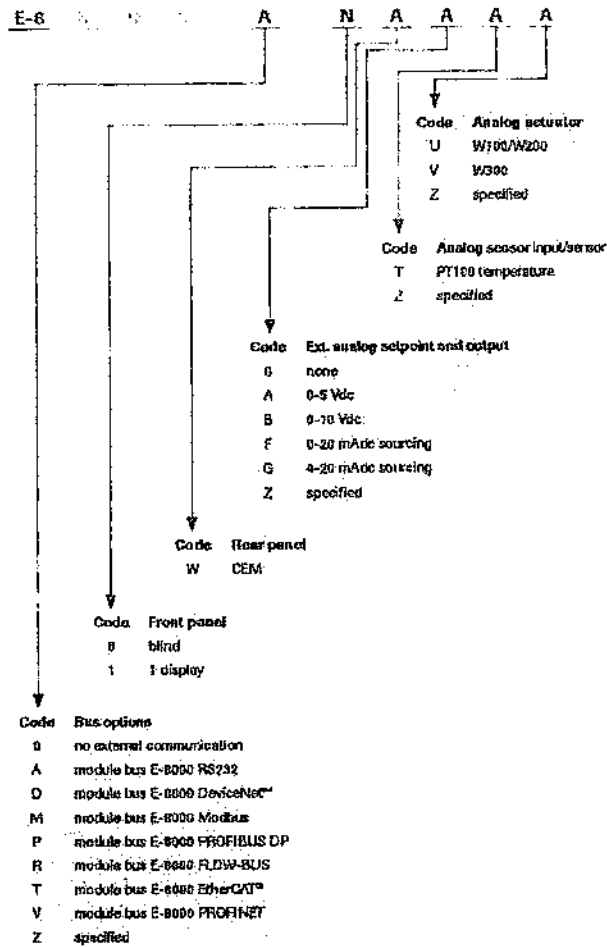 E-8 A N A A A A
Code Analog actuator
U W100/W200
V W300
Z specified
Code Analog sensor input/sensor
T PT100 temperature
Z specified
Code Ext. analog setpoint and output
0 none
A 0-5 Vdc
B 0-10 Vdc
F 0-20 mAdc sourcing
G 4-20 mAdc sourcing
Z specified
Code Rear panel
W CEM
Code Front panel
0 blind
1 1 display
Code Bus options
0 no external communication
A module bus E-8000 RS232
D module bus E-8000 DeviceNet™
M module bus E-8000 Modbus
P module bus E-8000 PROFIBUS DP
R module bus E-8000 FLOW-BUS
T module bus E-8000 EtherCAT®
V module bus E-8000 PROFINET
Z specified